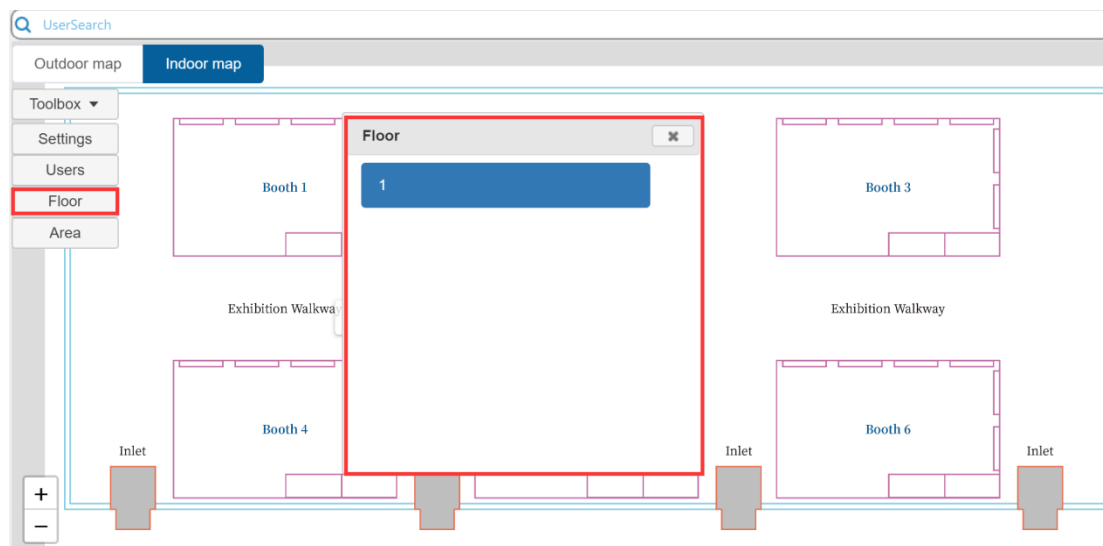 UserSearch
Outdoor map
Indoor map
Toolbox
Settings
Users
Floor
Area
Floor
1
Booth 1
Booth 3
Exhibition Walkway
Exhibition Walkway
Booth 4
Booth 6
Inlet
Inlet
Inlet
+
−